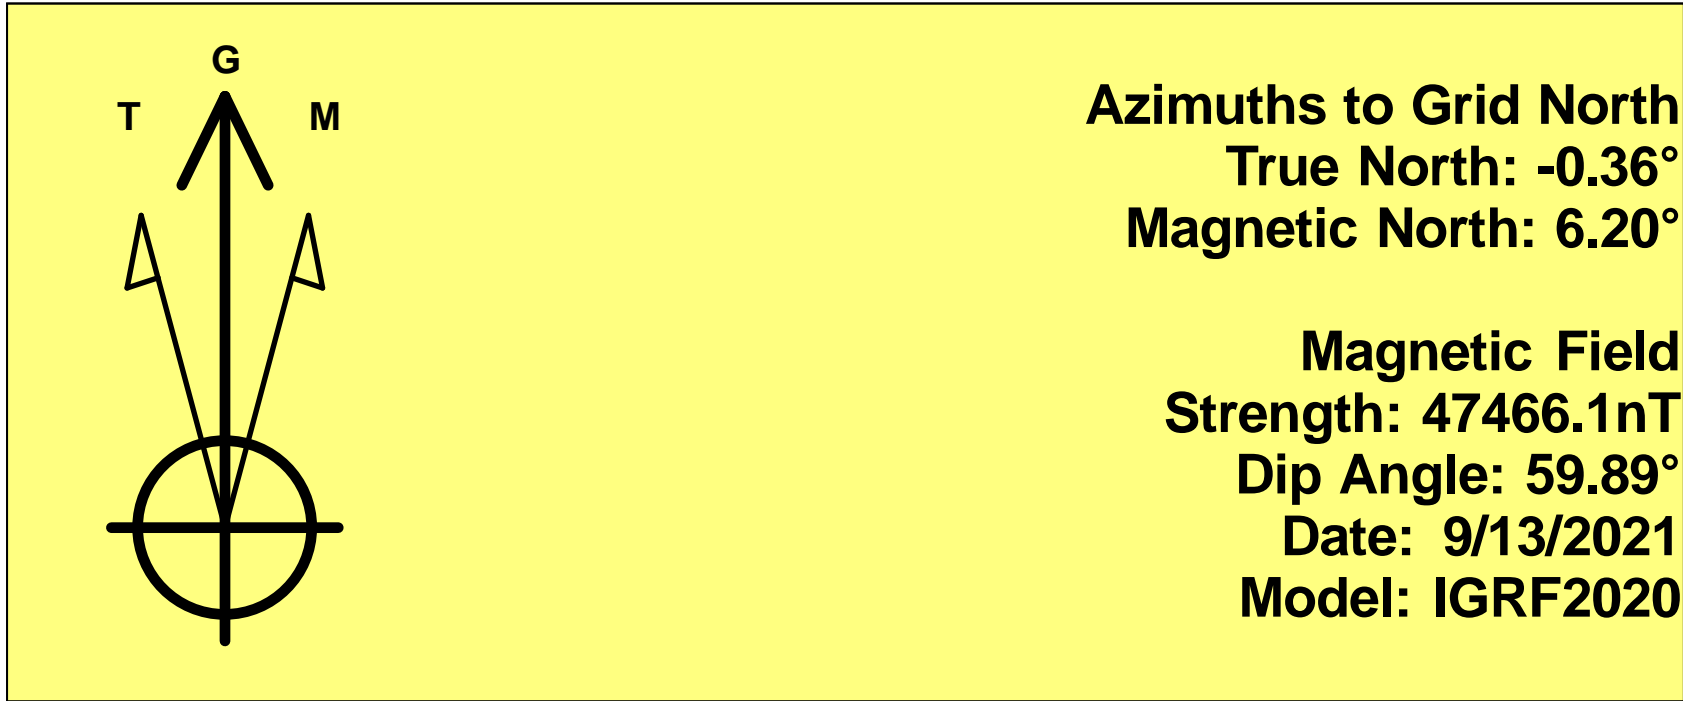 G
T M
Azimuths to Grid North
True North: -0.36°
Magnetic North: 6.20°
Magnetic Field
Strength: 47466.1nT
Dip Angle: 59.89°
Date: 9/13/2021
Model: IGRF2020